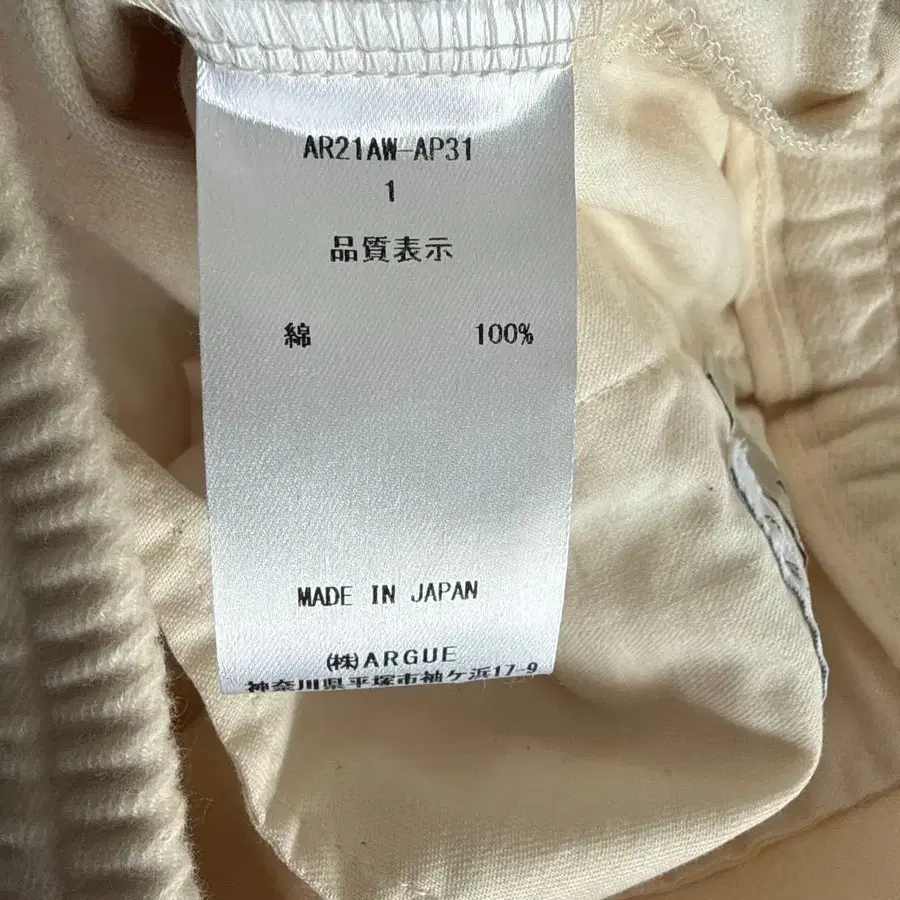 AR21AW-AP31
1
品質表示
綿 100%
MADE IN JAPAN
㈱ARGUE
神奈川県平塚市袖ケ浜17-9